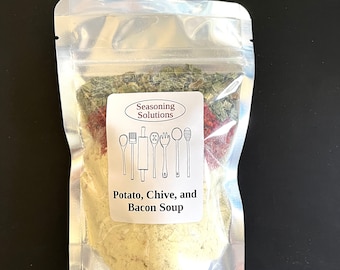 Seasoning
Solutions
Potato, Chive, and
Bacon Soup